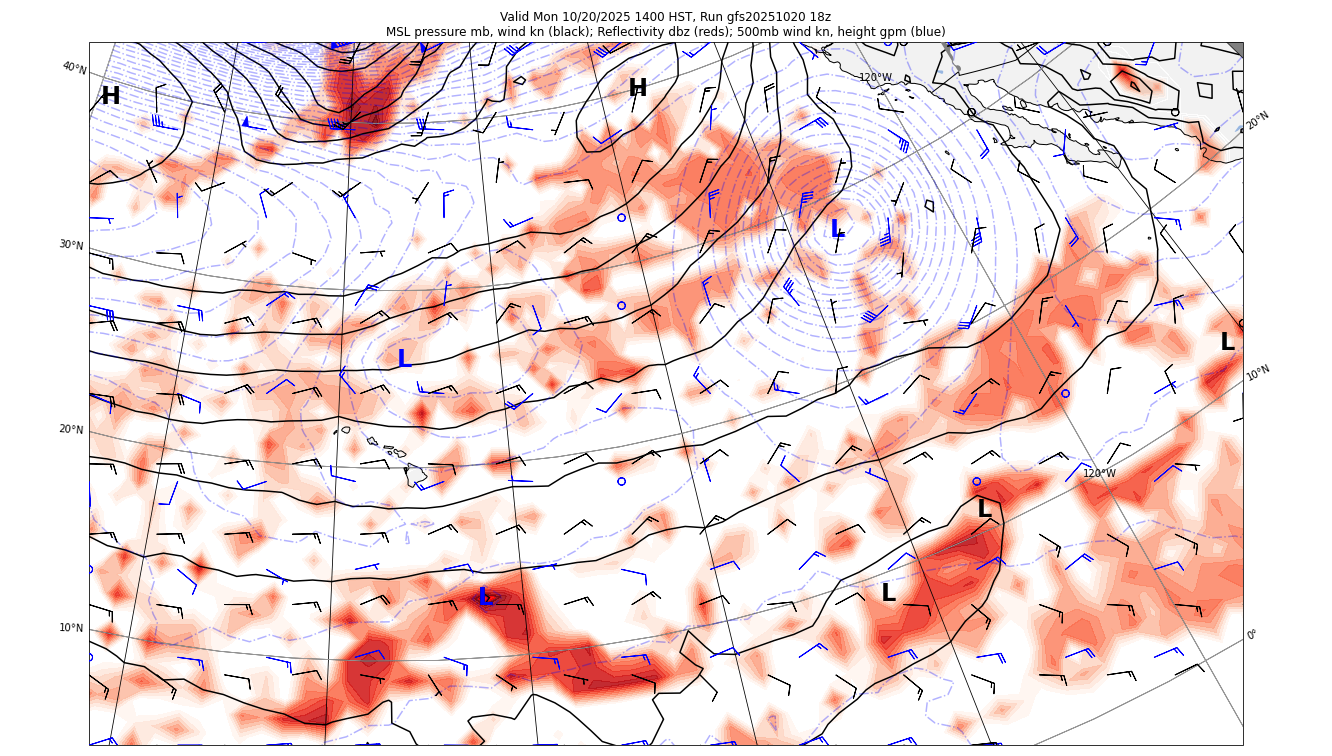 Valid Mon 10/20/2025 1400 HST, Run gfs20251020 18z
MSL pressure mb, wind kn (black); Reflectivity dbz (reds); 500mb wind kn, height gpm (blue)
40°N
H
H
120°W
20°N
30°N
L
L
L
10°N
20°N
120°W
L
L
L
10°N
0°